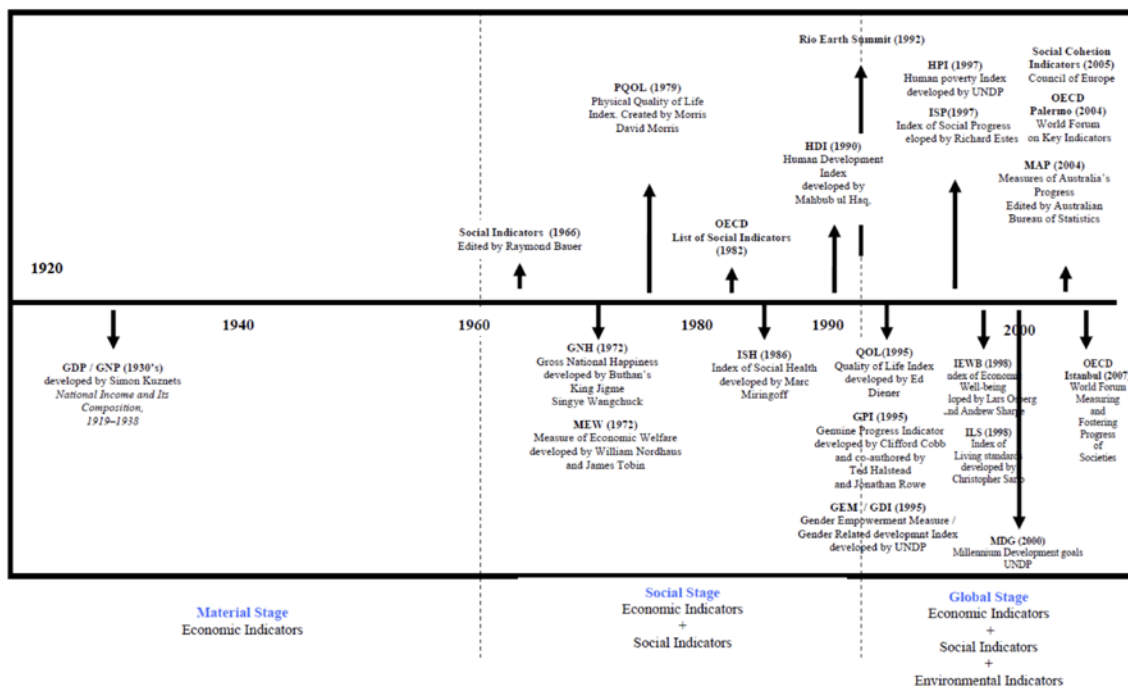 Rio Earth Summit (1992)
PQOL (1979)
Physical Quality of Life
Index. Created by Morris
David Morris
HPI (1997)
Human poverty Index
developed by UNDP
ISP(1997)
Index of Social Progress
eloped by Richard Estes
Social Cohesion
Indicators (2005)
Council of Europe
OECD
Palermo (2004)
World Forum
on Key Indicators
HDI (1990)
Human Development
Index
developed by
Mahbub ul Haq,
MAP (2004)
Measures of Australia's
Progress
Edited by Australian
Bureau of Statistics
Social Indicators (1966)
Edited by Raymond Bauer
OECD
List of Social Indicators
(1982)
1920
1940
1960
1980
1990
2000
GDP / GNP (1930's)
developed by Simon Kuznets
National Income and Its
Composition,
1919–1938
GNH (1972)
Gross National Happiness
developed by Buthan's
King Jigme
Singye Wangchuck
MEW (1972)
Measure of Economic Welfare
developed by William Nordhaus
and James Tobin
ISH (1986)
Index of Social Health
developed by Marc
Miringoff
QOL(1995)
Quality of Life Index
developed by Ed
Diener
GPI (1995)
Genuine Progress Indicator
developed by Clifford Cobb
and co-authored by
Ted Halstead
and Jonathan Rowe
GEM / GDI (1995)
Gender Empowerment Measure /
Gender Related developmnt Index
developed by UNDP
IEWB (1998)
ndex of Econom
Well-being
loped by Lars Osberg
nd Andrew Sharpe
ILS (1998)
Index of
Living standards
developed by
Christopher
MDG (2000)
Millennium Development goals
UNDP
OECD
Istanbul (2007)
World Forum
Measuring
and
Fostering
Progress
of
Societies
Material Stage
Economic Indicators
Social Stage
Economic Indicators
+
Social Indicators
Global Stage
Economic Indicators
+
Social Indicators
+
Environmental Indicators